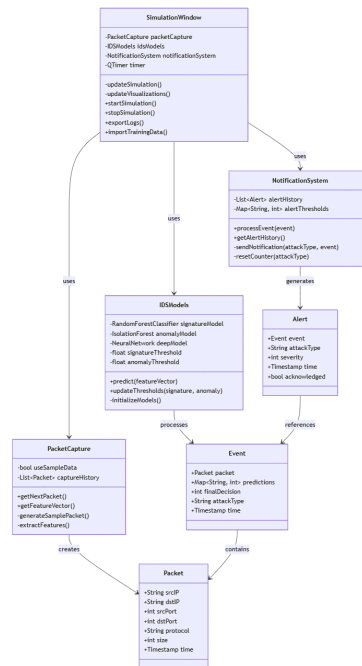 SimulationWindow
-PacketCapture packetCapture
-IDSModels idsModels
-NotificationSystem notificationSystem
-QTimer timer
-updateSimulation()
-updateVisualizations()
+startSimulation()
+stopSimulation()
+exportLogs()
+importTrainingData()
uses
NotificationSystem
-List<Alert> alertHistory
-Map<String, int> alertThresholds
+processEvent(event)
+getAlertHistory()
-sendNotification(attackType, event)
-resetCounter(attackType)
uses
uses
generates
IDSModels
-RandomForestClassifier signatureModel
-IsolationForest anomalyModel
-NeuralNetwork deepModel
-float signatureThreshold
-float anomalyThreshold
+predict(featureVector)
+updateThresholds(signature, anomaly)
-initializeModels()
Alert
+Event event
+String attackType
+Int severity
+Timestamp time
+bool acknowledged
processes
references
PacketCapture
-bool useSampleData
-List<Packet> captureHistory
+getNextPacket()
+getFeatureVector()
-generateSamplePacket()
-extractFeatures()
Event
+Packet packet
+Map<String, Int> predictions
+int finalDecision
+String attackType
+Timestamp time
creates
contains
Packet
+String srcIP
+String dstIP
+Int srcPort
+Int dstPort
+String protocol
+int size
+Timestamp time